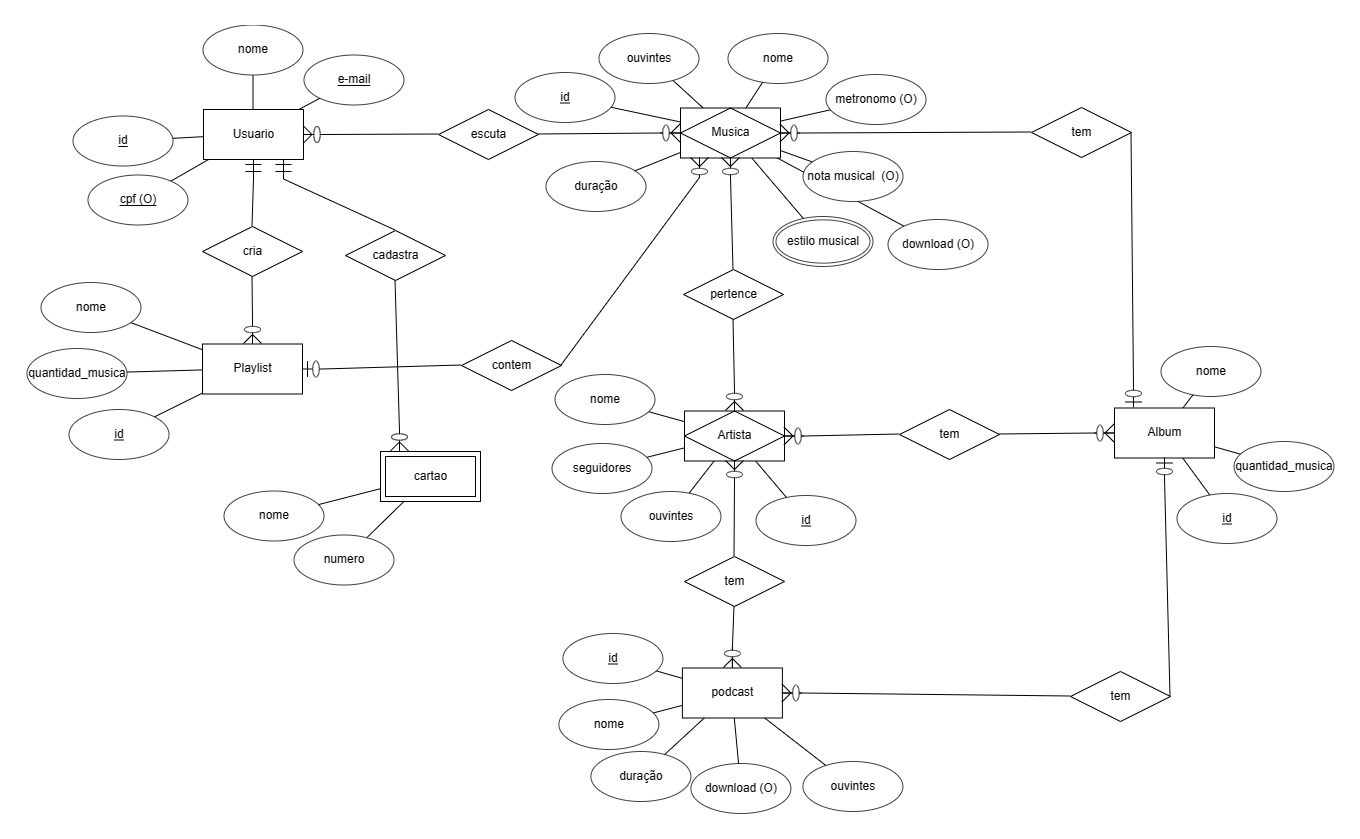 nome
e-mail
id
Usuario
cpf (O)
escuta
ouvintes
nome
id
metronomo (O)
Musica
duração
nota musical  (O)
estilo musical
download (O)
tem
cria
cadastra
pertence
nome
quantidad_musica
Playlist
id
contem
cartao
nome
numero
nome
seguidores
Artista
ouvintes
id
tem
nome
Album
quantidad_musica
id
tem
id
nome
podcast
duração
download (O)
ouvintes
tem